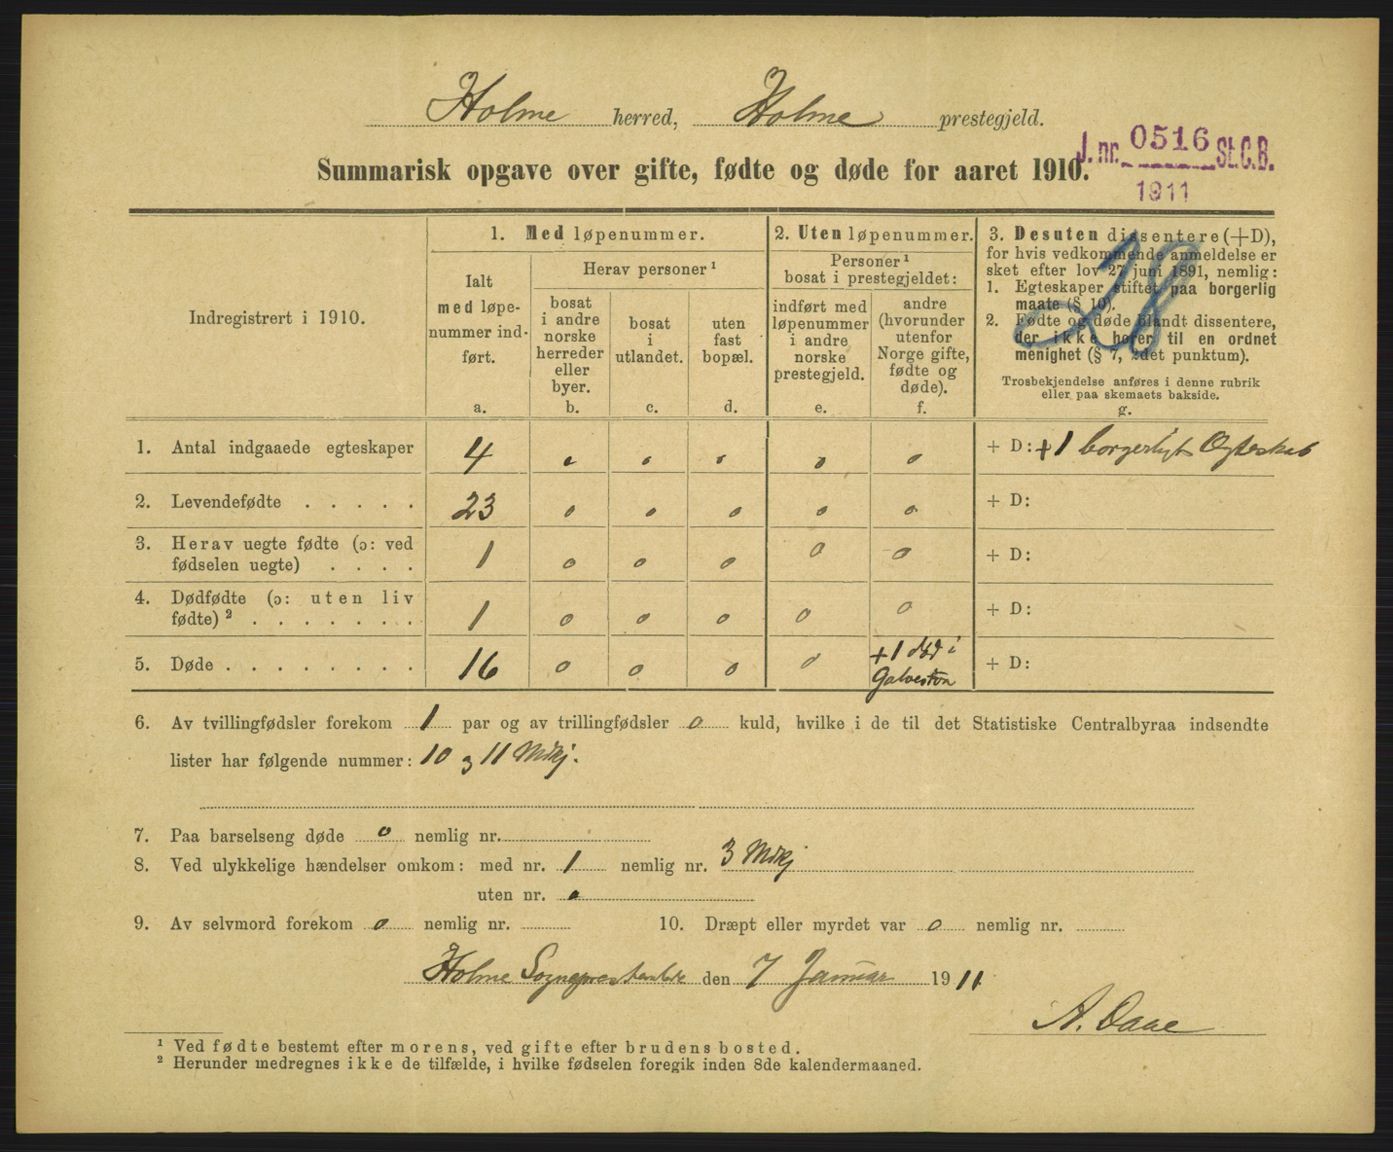 Holme herred, Holme prestegjeld.
J. nr. 0516 St.C.B.
1911
Summarisk opgave over gifte, fødte og døde for aaret 1910.
28
Indregistrert i 1910.
1. Med løpenummer.
Ialt
med løpe-
nummer ind-
ført.
a.
Herav personer ¹
bosat
i andre
norske
herreder
eller
byer.
b.
bosat
i
utlandet.
c.
uten
fast
bopæl.
d.
2. Uten løpenummer.
Personer ¹
bosat i prestegjeldet:
indført med
løpenummer
i andre
norske
prestegjeld.
e.
andre
(hvorunder
utenfor
Norge gifte,
fødte og
døde).
f.
3. Desuten dissentere (+D),
for hvis vedkommende anmeldelse er
sket efter lov 27 juni 1891, nemlig:
1. Egteskaper stiftet paa borgerlig
maate (§ 10).
2. Fødte og døde blandt dissentere,
der ikke hører til en ordnet
menighet (§ 7, 2det punktum).
Trosbekjendelse anføres i denne rubrik
eller paa skemaets bakside.
g.
1. Antal indgaaede egteskaper 4 0 0 0 0 0 + D: +1 borgerligt Ægteskab
2. Levendefødte . . . . . 23 0 0 0 0 0 + D:
3. Herav uegte fødte (ɔ: ved
fødselen uegte) . . . . 1 0 0 0 0 0 + D:
4. Dødfødte (ɔ: uten liv
fødte) ² . . . . . . . 1 0 0 0 0 0 + D:
5. Døde . . . . . . . . 16 0 0 0 0 +1 død i
Galveston + D:
6. Av tvillingfødsler forekom 1 par og av trillingfødsler 0 kuld, hvilke i de til det Statistiske Centralbyraa indsendte
lister har følgende nummer: 10 og 11 Mdkj.
7. Paa barselseng døde 0 nemlig nr.
8. Ved ulykkelige hændelser omkom: med nr. 1 nemlig nr. 3 Mdkj
uten nr. 0
9. Av selvmord forekom 0 nemlig nr.
10. Dræpt eller myrdet var 0 nemlig nr.
Holme Sogneprestembede den 7 Januar 1911.
A. Daae
¹ Ved fødte bestemt efter morens, ved gifte efter brudens bosted.
² Herunder medregnes ikke de tilfælde, i hvilke fødselen foregik inden 8de kalendermaaned.